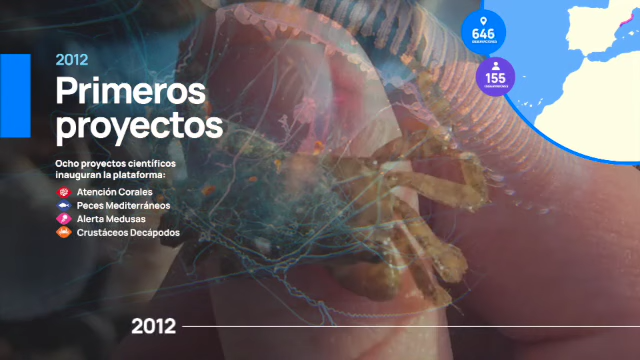 2012
Primeros
proyectos
Ocho proyectos científicos
inauguran la plataforma:
Atención Corales
Peces Mediterráneos
Alerta Medusas
Crustáceos Decápodos
646
155
2012